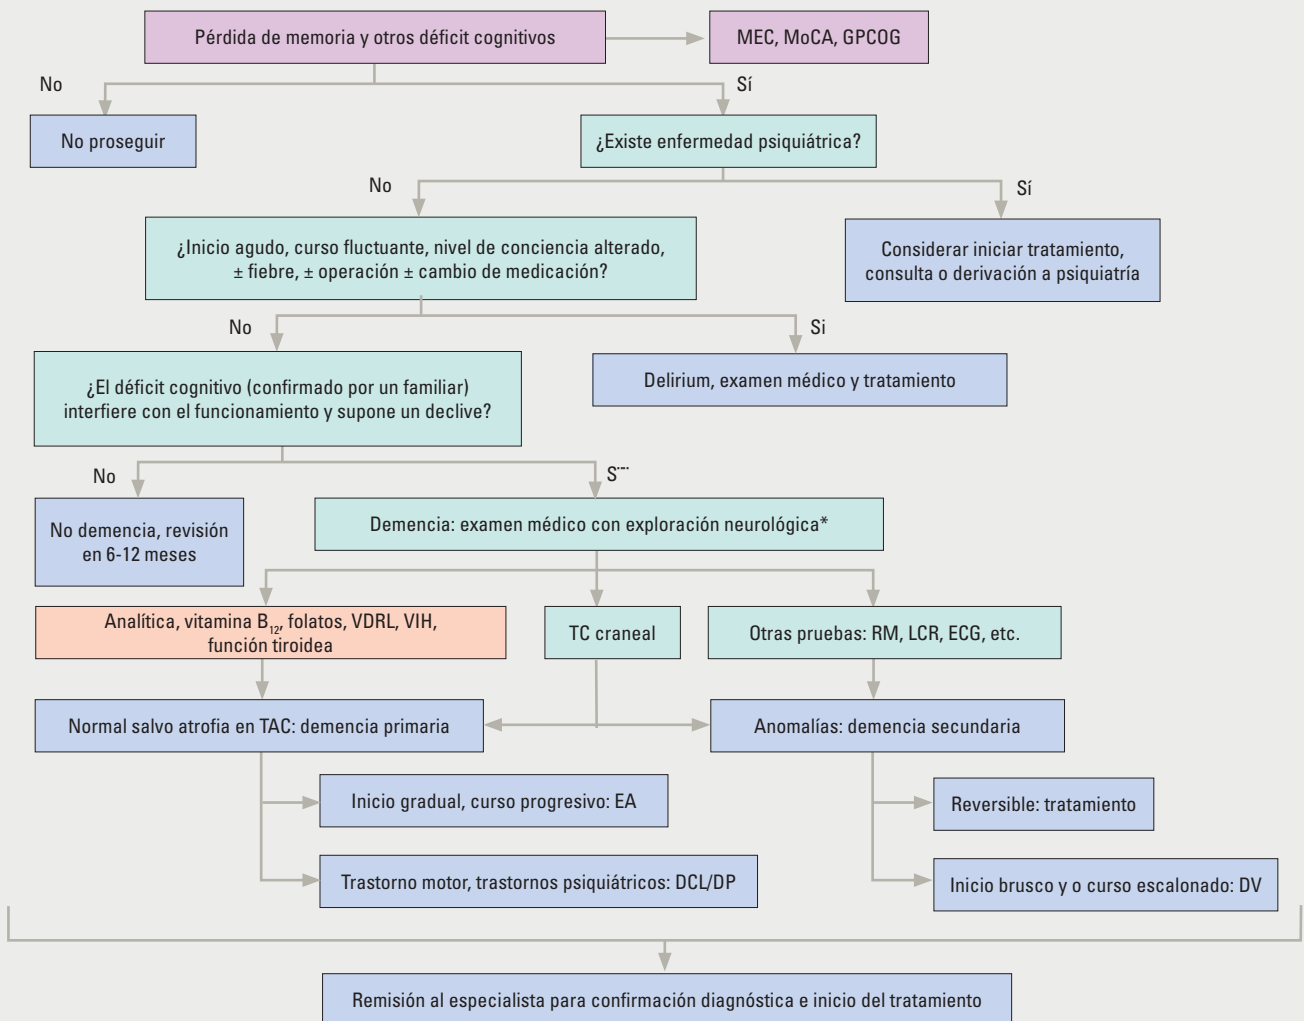 Pérdida de memoria y otros déficit cognitivos
MEC, MoCA, GPCOG
No
Sí
No proseguir
¿Existe enfermedad psiquiátrica?
No
Sí
¿Inicio agudo, curso fluctuante, nivel de conciencia alterado,
± fiebre, ± operación ± cambio de medicación?
Considerar iniciar tratamiento,
consulta o derivación a psiquiatría
No
Si
¿El déficit cognitivo (confirmado por un familiar)
interfiere con el funcionamiento y supone un declive?
Delirium, examen médico y tratamiento
No
S
No demencia, revisión
en 6-12 meses
Demencia: examen médico con exploración neurológica*
Analítica, vitamina B12, folatos, VDRL, VIH,
función tiroidea
TC craneal
Otras pruebas: RM, LCR, ECG, etc.
Normal salvo atrofia en TAC: demencia primaria
Anomalías: demencia secundaria
Inicio gradual, curso progresivo: EA
Reversible: tratamiento
Trastorno motor, trastornos psiquiátricos: DCL/DP
Inicio brusco y o curso escalonado: DV
Remisión al especialista para confirmación diagnóstica e inicio del tratamiento